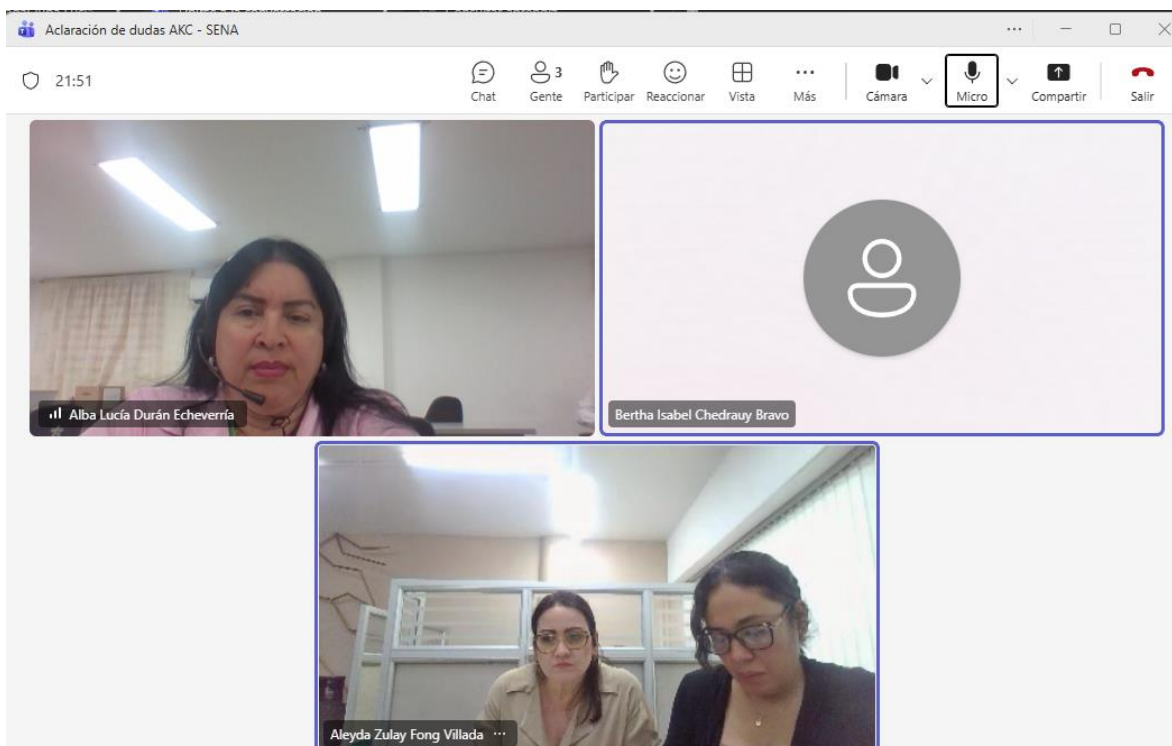 Aclaración de dudas AKC - SENA
21:51
Chat
3
Gente
Participar
Reaccionar
Vista
Más
Cámara
Micro
Compartir
Salir
Alba Lucía Durán Echeverría
Bertha Isabel Chedrauy Bravo
Aleyda Zulay Fong Villada ···